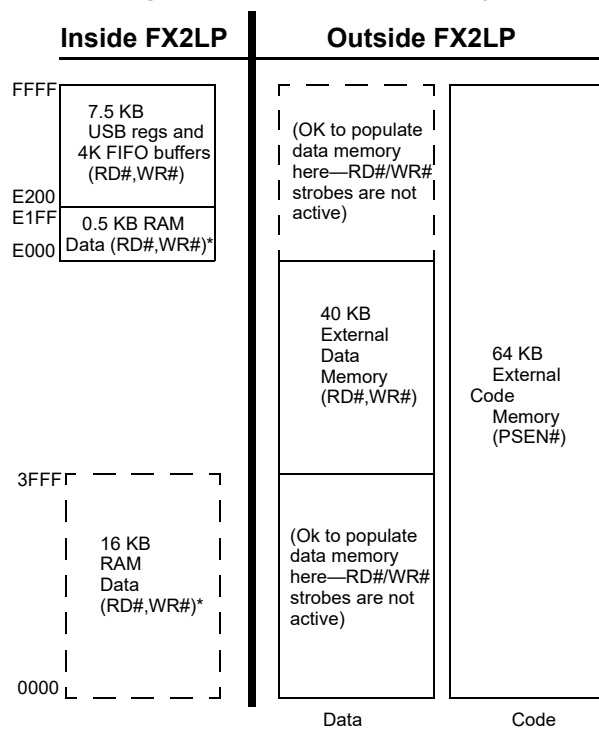 Inside FX2LP
Outside FX2LP
FFFF
7.5 KB
USB regs and
4K FIFO buffers
(RD#,WR#)
E200
E1FF
0.5 KB RAM
Data (RD#,WR#)*
E000
(OK to populate
data memory
here—RD#/WR#
strobes are not
active)
40 KB
External
Data
Memory
(RD#,WR#)
64 KB
External
Code
Memory
(PSEN#)
3FFF
16 KB
RAM
Data
(RD#,WR#)*
0000
(Ok to populate
data memory
here—RD#/WR#
strobes are not
active)
Data
Code